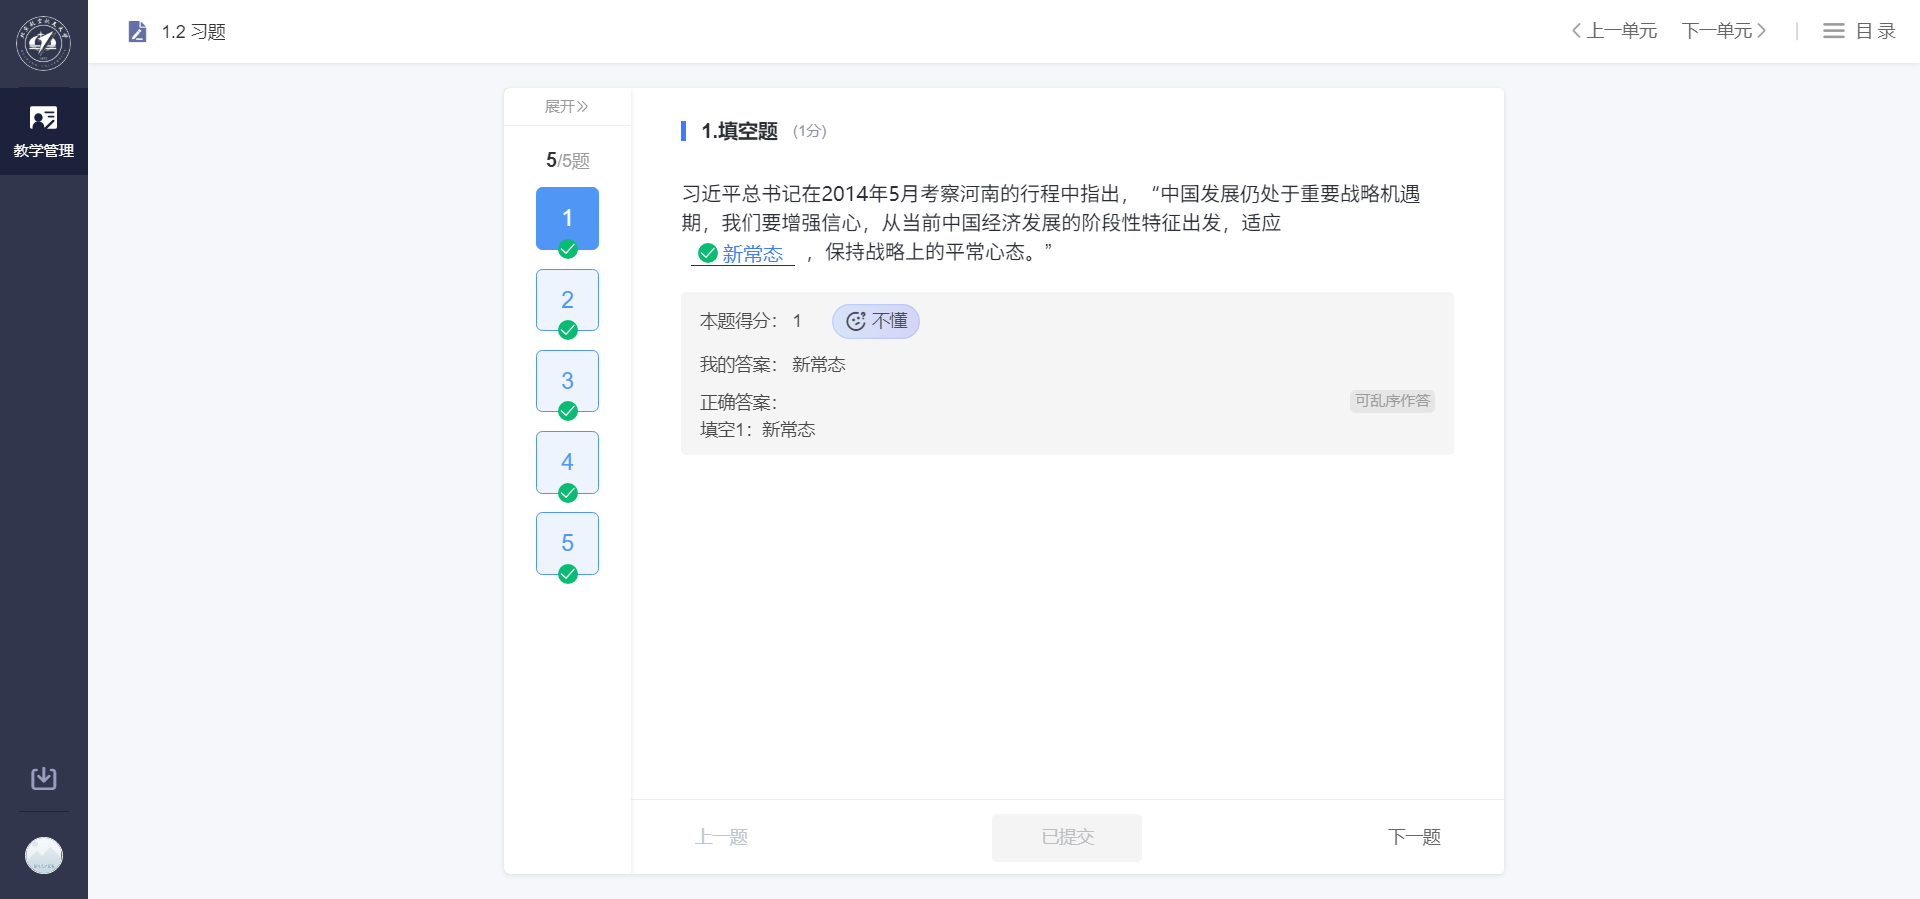 1.2 习题
上一单元
下一单元
目录
教学管理
展开
5/5题
1
2
3
4
5
1.填空题 (1分)
习近平总书记在2014年5月考察河南的行程中指出，“中国发展仍处于重要战略机遇
期，我们要增强信心，从当前中国经济发展的阶段性特征出发，适应
新常态 ，保持战略上的平常心态。”
本题得分： 1 不懂
我的答案： 新常态
正确答案：
可乱序作答
填空1：新常态
上一题
已提交
下一题